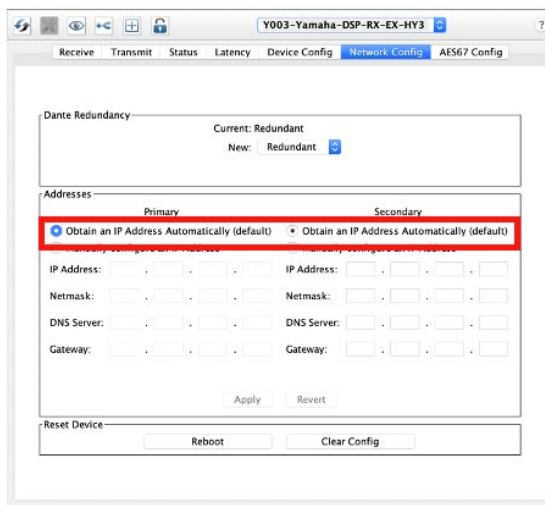 Y003-Yamaha-DSP-RX-EX-HY3 ?
Receive Transmit Status Latency Device Config Network Config AES67 Config
Dante Redundancy
Current: Redundant
New: Redundant
Addresses
Primary Secondary
Obtain an IP Address Automatically (default) Obtain an IP Address Automatically (default)
IP Address: . . . IP Address: . . .
Netmask: . . . Netmask: . . .
DNS Server: . . . DNS Server: . . .
Gateway: . . . Gateway: . . .
Apply Revert
Reset Device
Reboot Clear Config